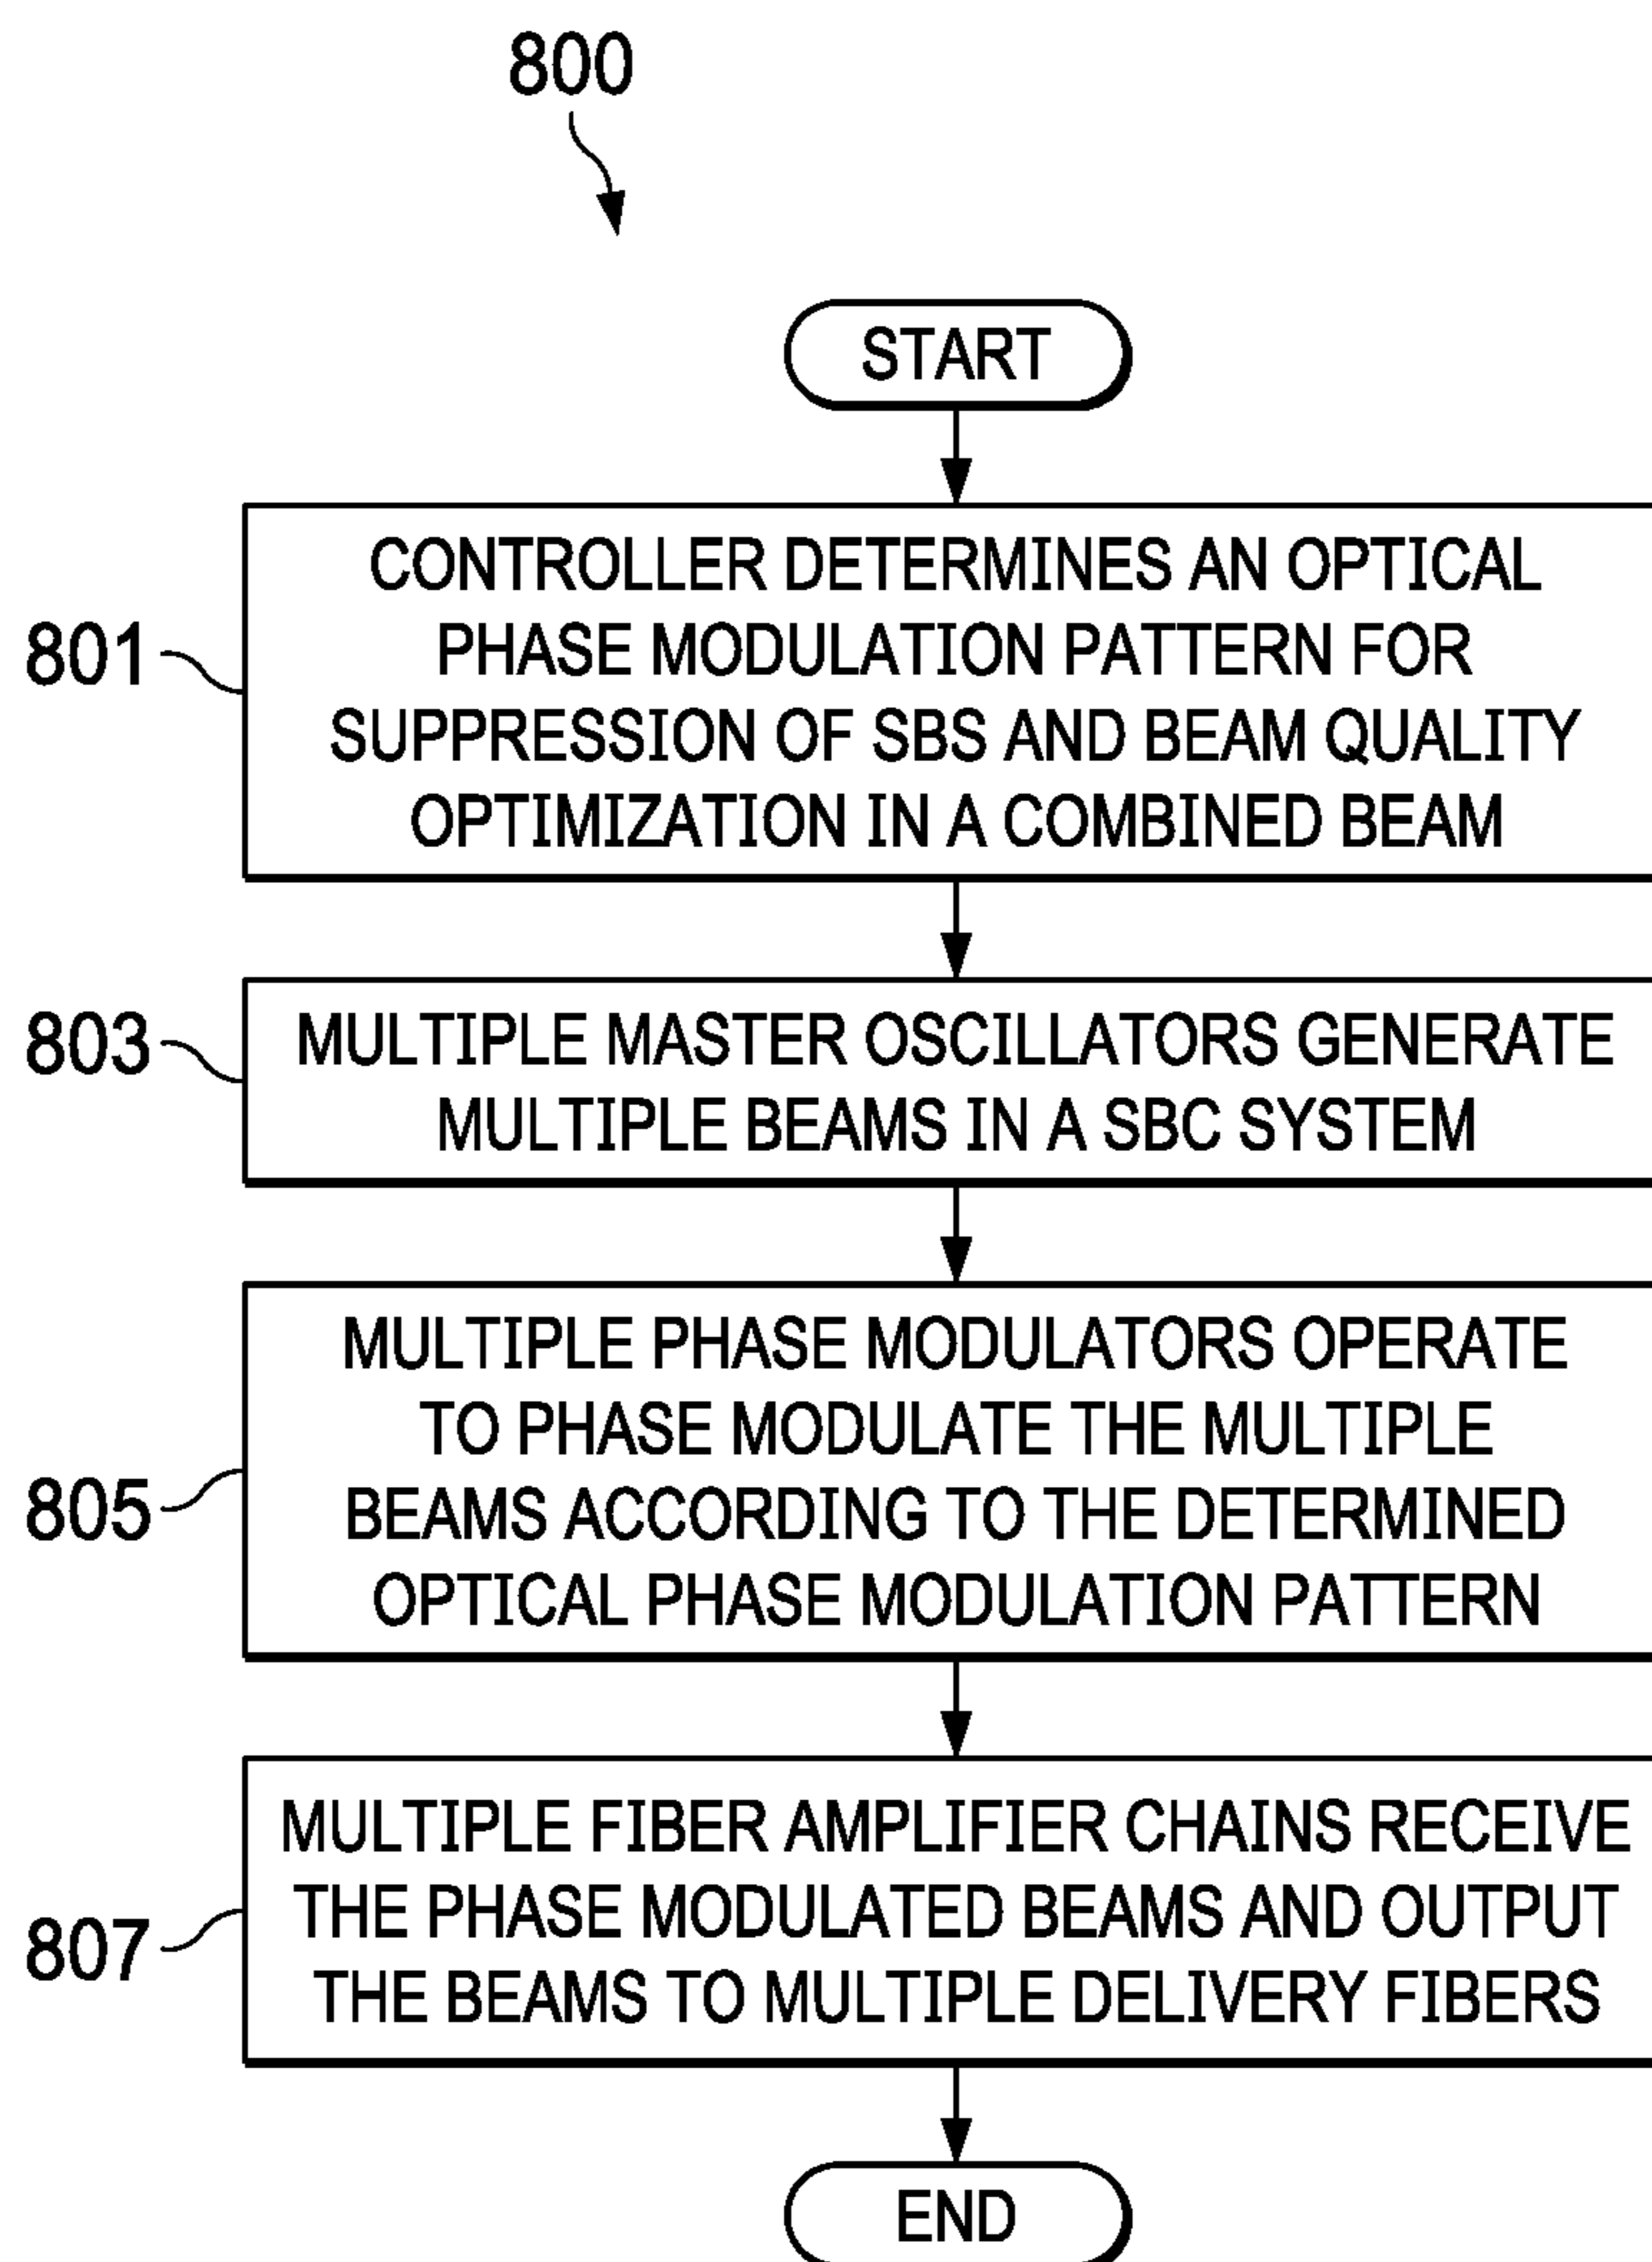 800
START
801
CONTROLLER DETERMINES AN OPTICAL
PHASE MODULATION PATTERN FOR
SUPPRESSION OF SBS AND BEAM QUALITY
OPTIMIZATION IN A COMBINED BEAM
803
MULTIPLE MASTER OSCILLATORS GENERATE
MULTIPLE BEAMS IN A SBC SYSTEM
805
MULTIPLE PHASE MODULATORS OPERATE
TO PHASE MODULATE THE MULTIPLE
BEAMS ACCORDING TO THE DETERMINED
OPTICAL PHASE MODULATION PATTERN
807
MULTIPLE FIBER AMPLIFIER CHAINS RECEIVE
THE PHASE MODULATED BEAMS AND OUTPUT
THE BEAMS TO MULTIPLE DELIVERY FIBERS
END